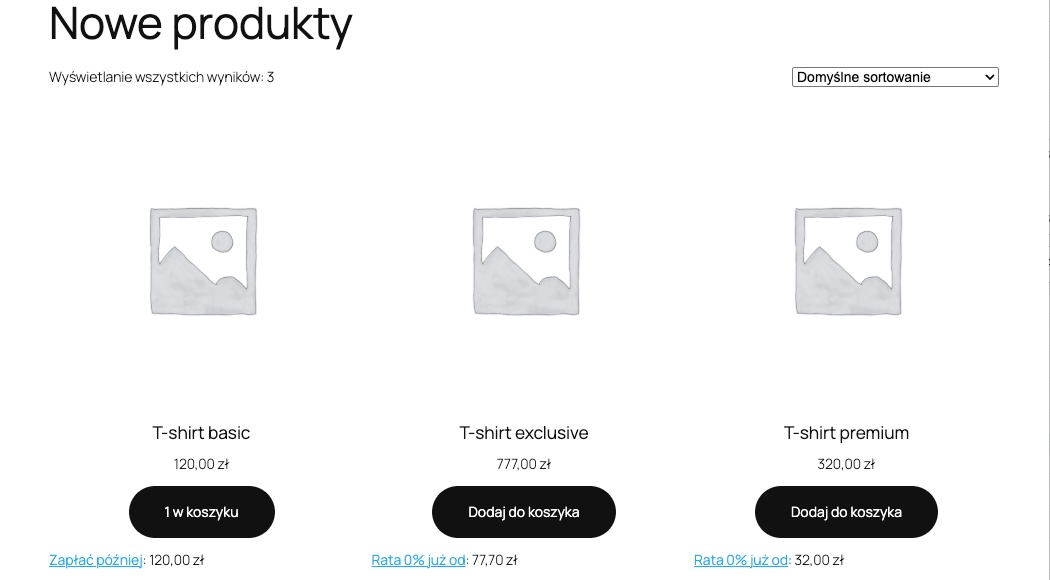 Nowe produkty
Wyświetlanie wszystkich wyników: 3
Domyślne sortowanie
T-shirt basic
120,00 zł
1 w koszyku
Zapłać później: 120,00 zł
T-shirt exclusive
777,00 zł
Dodaj do koszyka
Rata 0% już od: 77,70 zł
T-shirt premium
320,00 zł
Dodaj do koszyka
Rata 0% już od: 32,00 zł